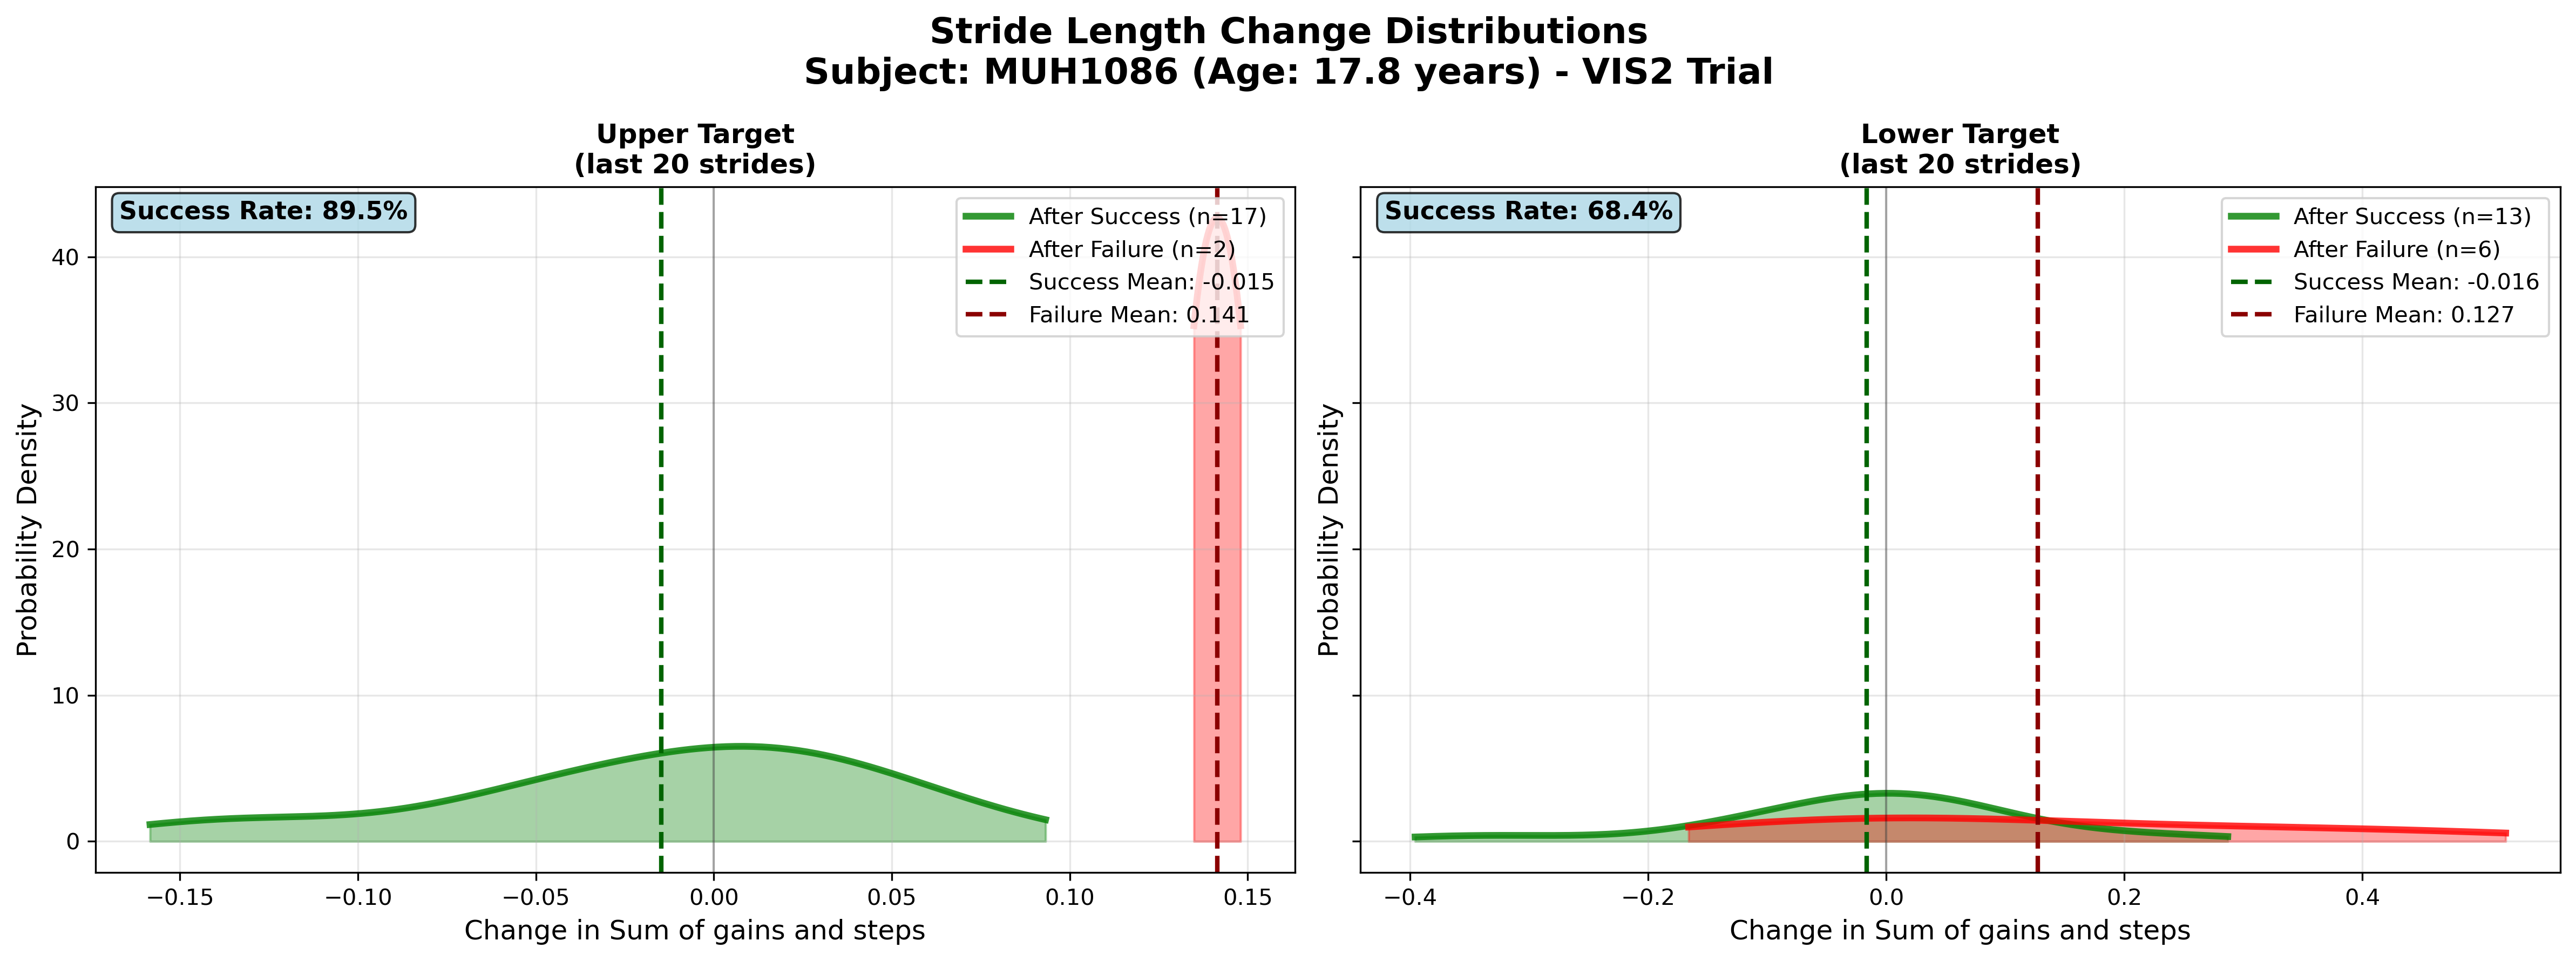 Stride Length Change Distributions
Subject: MUH1086 (Age: 17.8 years) - VIS2 Trial
Upper Target
(last 20 strides)
Success Rate: 89.5%
After Success (n=17)
After Failure (n=2)
Success Mean: -0.015
Failure Mean: 0.141
Probability Density
40
30
20
10
0
−0.15
−0.10
−0.05
0.00
0.05
0.10
0.15
Change in Sum of gains and steps
Lower Target
(last 20 strides)
Success Rate: 68.4%
After Success (n=13)
After Failure (n=6)
Success Mean: -0.016
Failure Mean: 0.127
Probability Density
−0.4
−0.2
0.0
0.2
0.4
Change in Sum of gains and steps